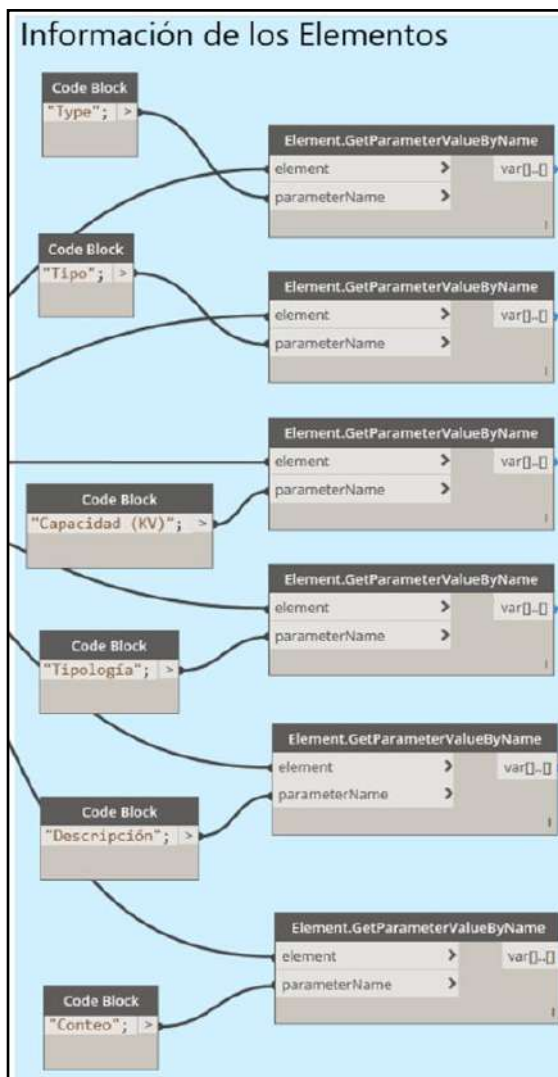 Información de los Elementos
Code Block
"Type"; >
Element.GetParameterValueByName
element > var[]..[]
parameterName >
Code Block
"Tipo"; >
Element.GetParameterValueByName
element > var[]..[]
parameterName >
Element.GetParameterValueByName
element > var[]..[]
parameterName >
Code Block
"Capacidad (KV)"; >
Element.GetParameterValueByName
element > var[]..[]
parameterName >
Code Block
"Tipología"; >
Element.GetParameterValueByName
element > var[]..[]
parameterName >
Code Block
"Descripción"; >
Element.GetParameterValueByName
element > var[]..[]
parameterName >
Code Block
"Conteo"; >